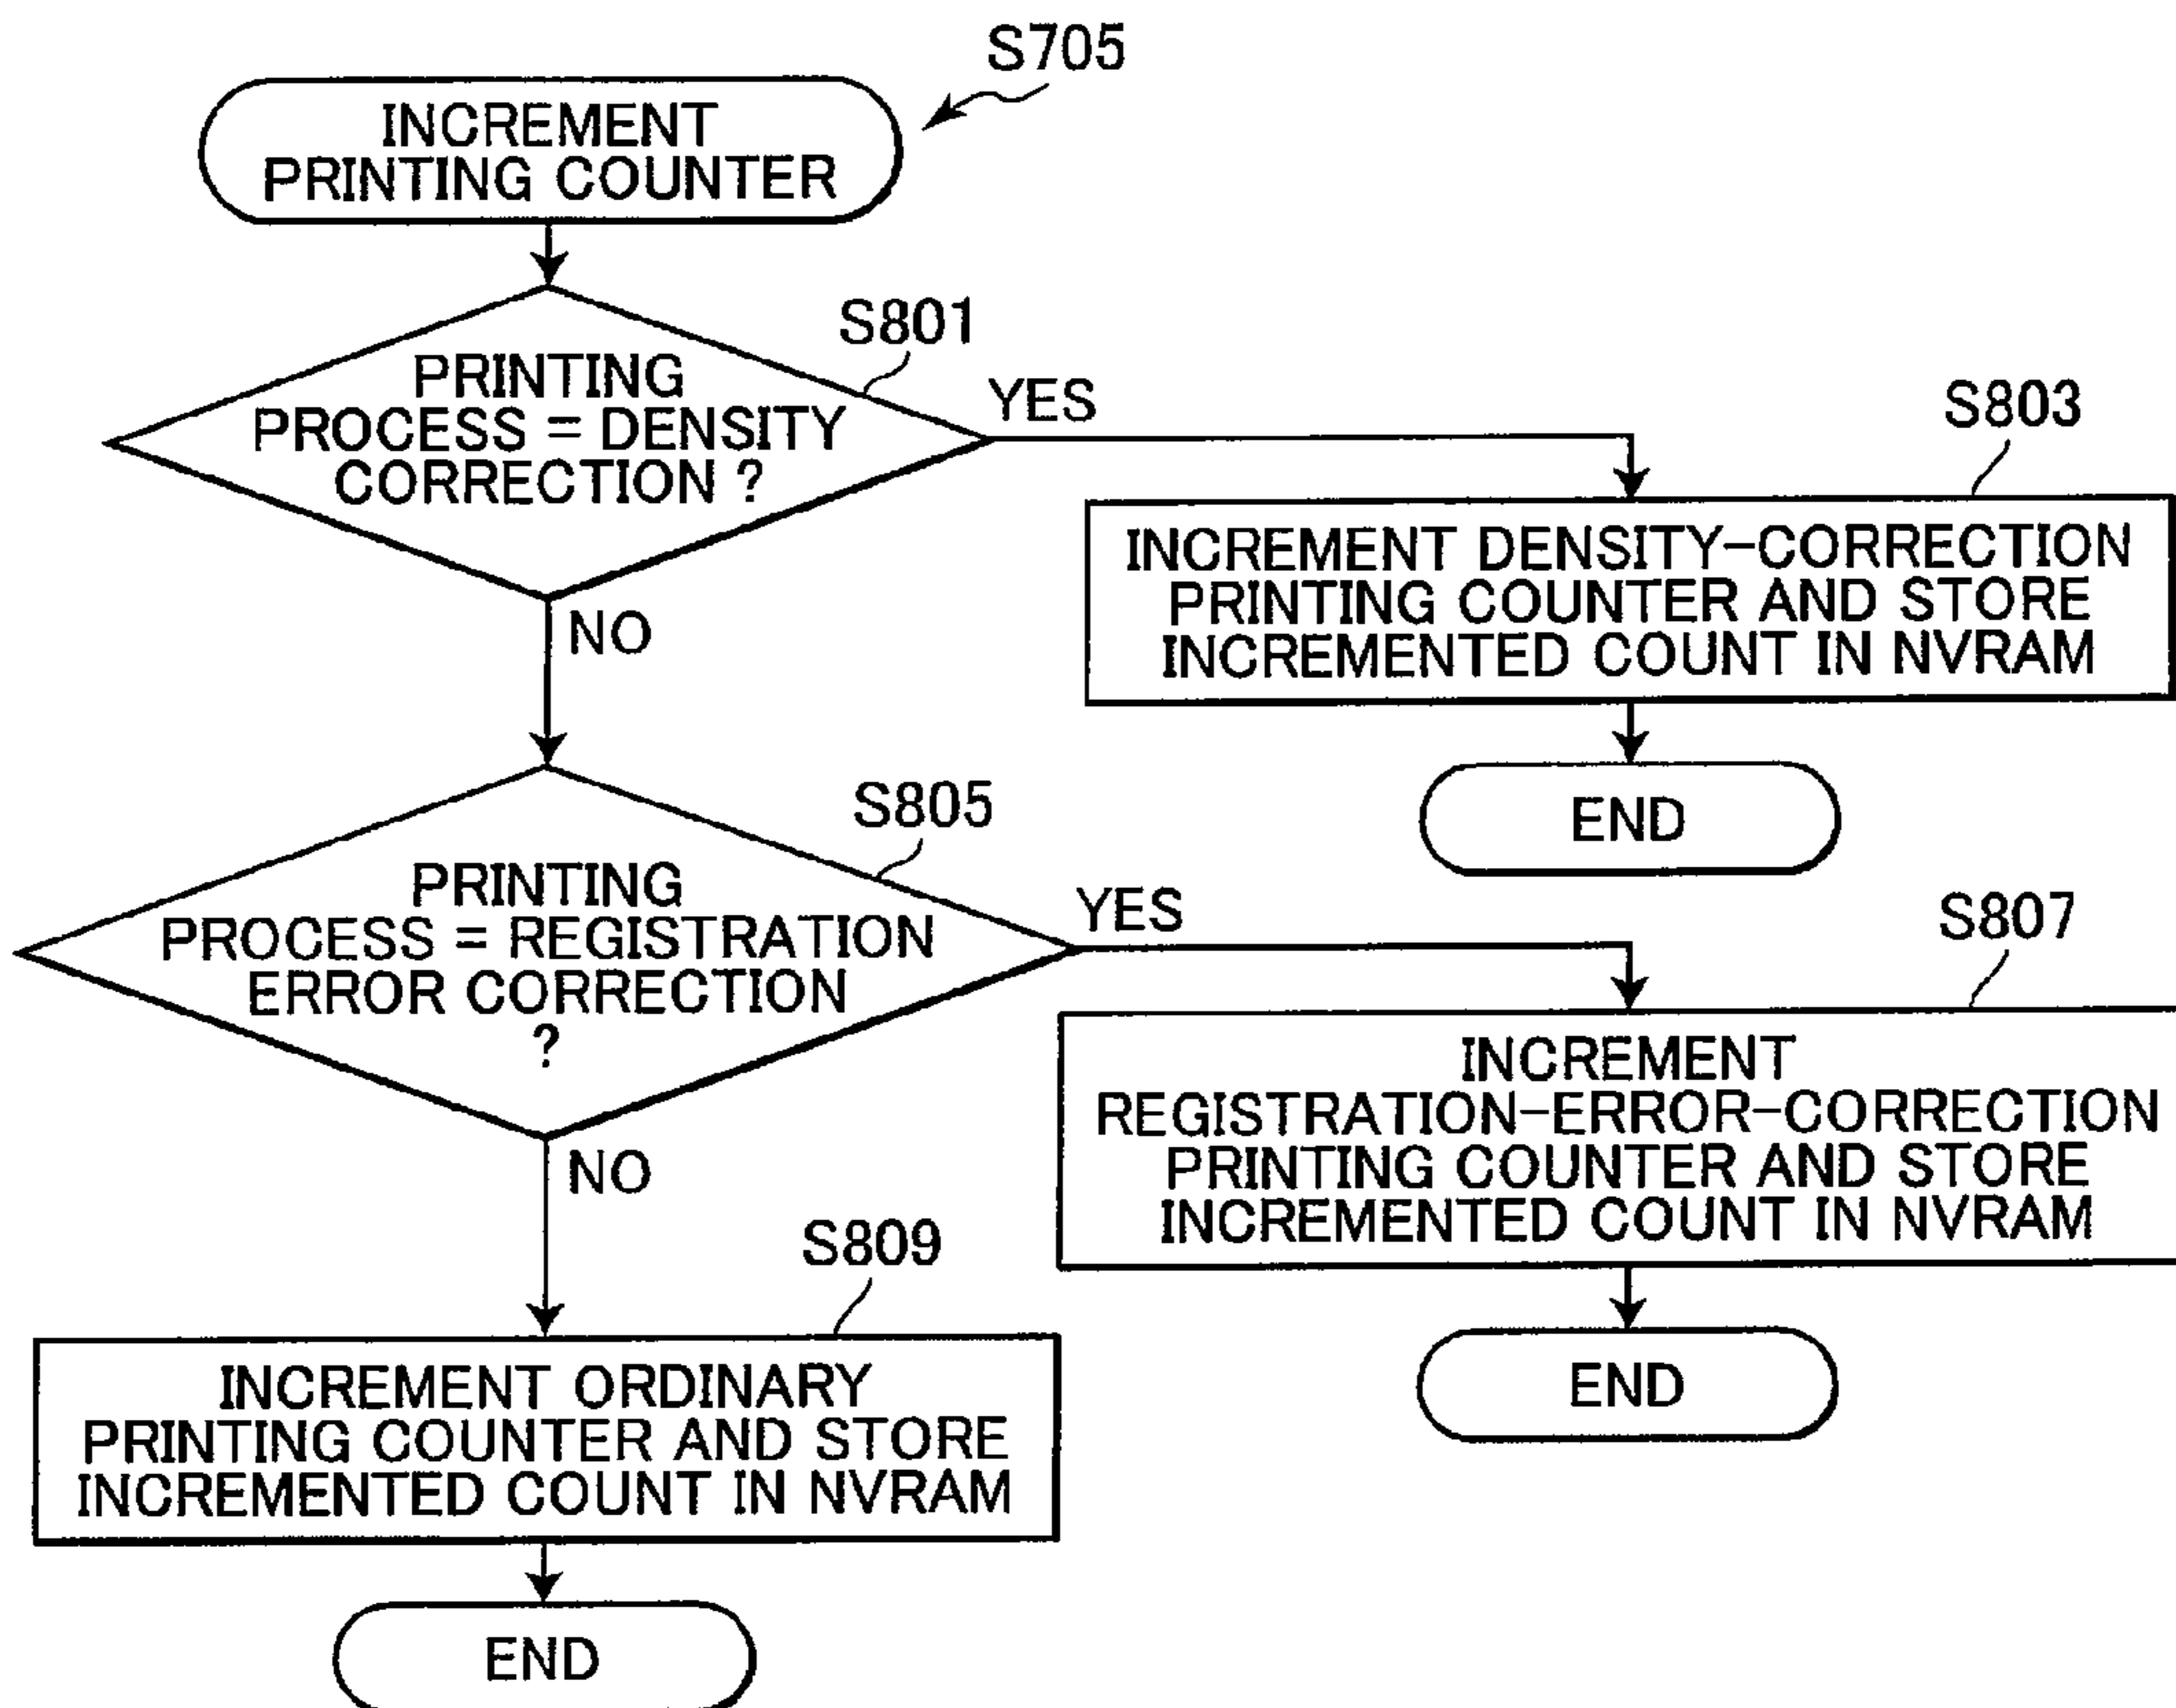 S705
INCREMENT
PRINTING COUNTER
S801
PRINTING
PROCESS = DENSITY
CORRECTION ?
YES
NO
S803
INCREMENT DENSITY-CORRECTION
PRINTING COUNTER AND STORE
INCREMENTED COUNT IN NVRAM
END
S805
PRINTING
PROCESS = REGISTRATION
ERROR CORRECTION
?
YES
NO
S807
INCREMENT
REGISTRATION-ERROR-CORRECTION
PRINTING COUNTER AND STORE
INCREMENTED COUNT IN NVRAM
END
S809
INCREMENT ORDINARY
PRINTING COUNTER AND STORE
INCREMENTED COUNT IN NVRAM
END